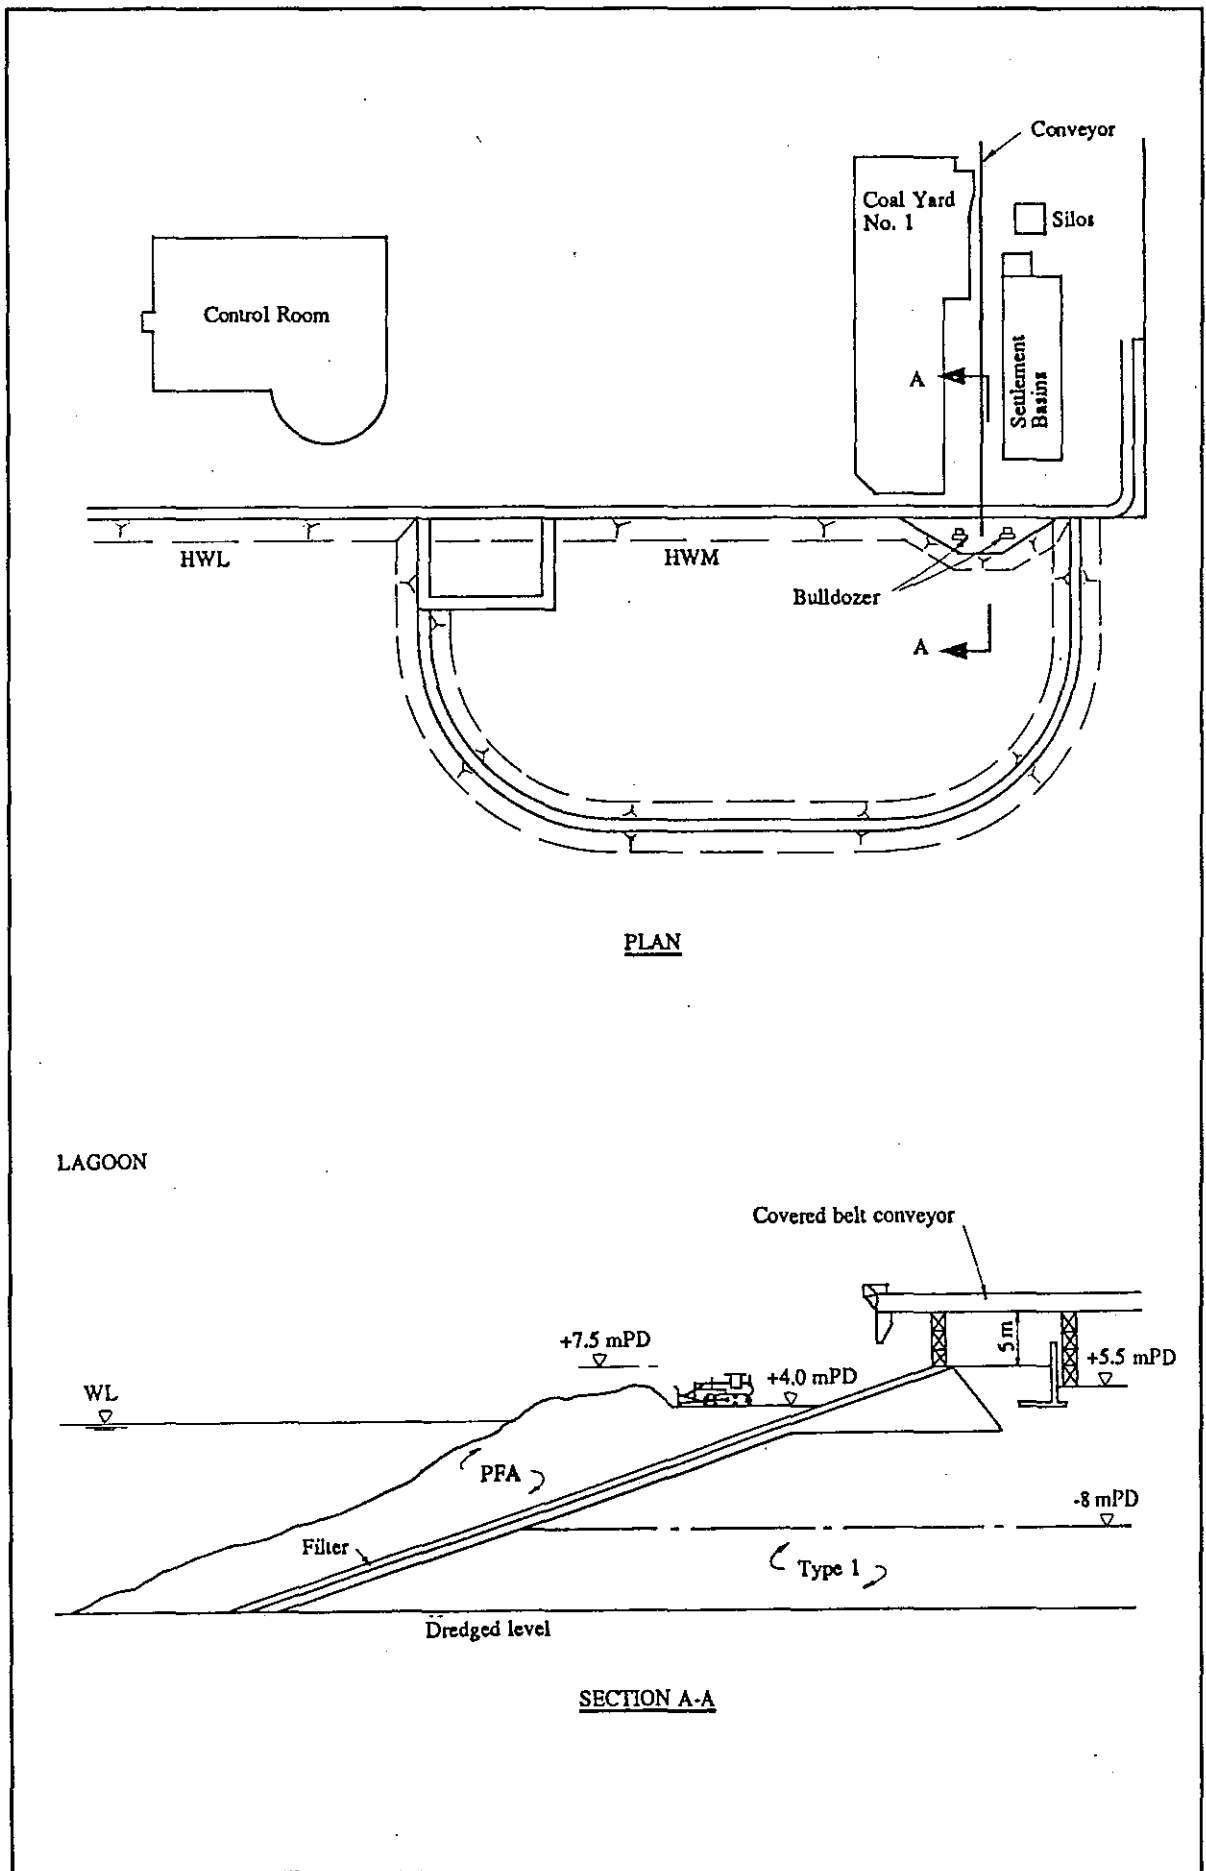 Conveyor
Coal Yard
No. 1
Silos
Control Room
A
Settlement
Basins
HWL
HWM
Bulldozer
A
PLAN
LAGOON
Covered belt conveyor
5 m
+7.5 mPD
+5.5 mPD
WL
+4.0 mPD
PFA
-8 mPD
Filter
Type 1
Dredged level
SECTION A-A